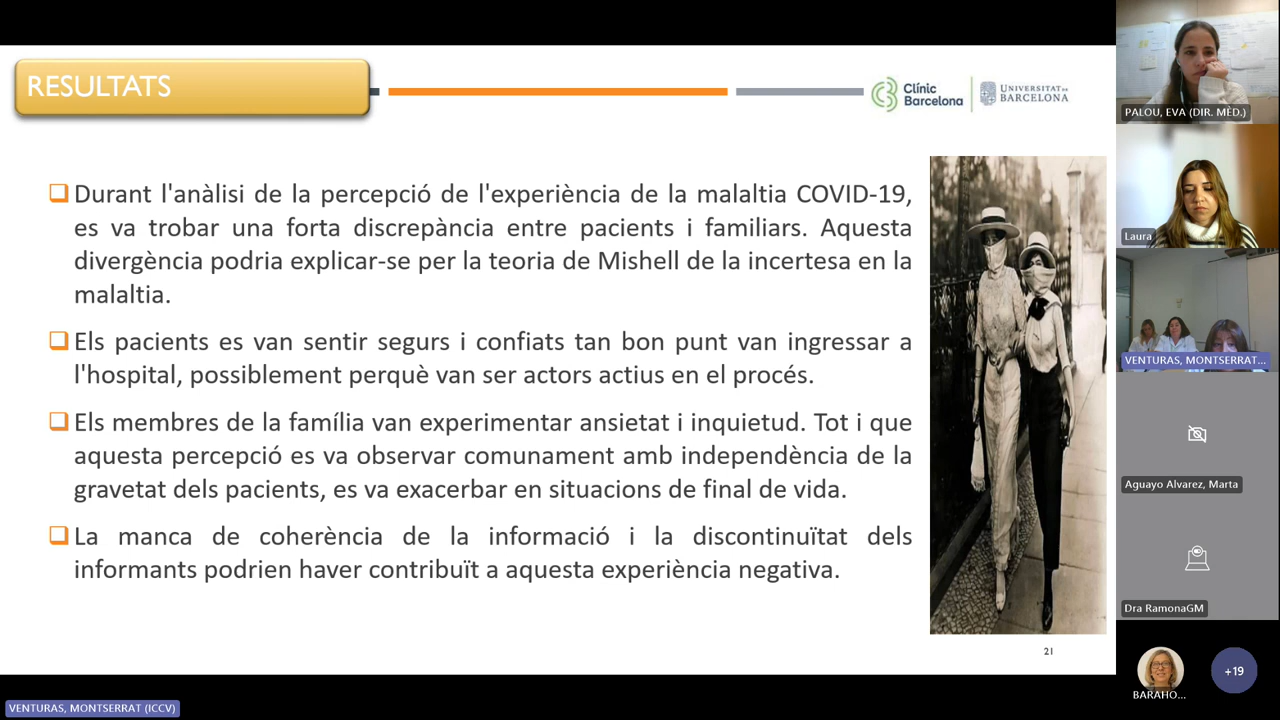 RESULTATS
Clínic
Barcelona
UNIVERSITAT DE
BARCELONA
Durant l'anàlisi de la percepció de l'experiència de la malaltia COVID-19,
es va trobar una forta discrepància entre pacients i familiars. Aquesta
divergència podria explicar-se per la teoria de Mishell de la incertesa en la
malaltia.
Els pacients es van sentir segurs i confiats tan bon punt van ingressar a
l'hospital, possiblement perquè van ser actors actius en el procés.
Els membres de la família van experimentar ansietat i inquietud. Tot i que
aquesta percepció es va observar comunament amb independència de la
gravetat dels pacients, es va exacerbar en situacions de final de vida.
La manca de coherència de la informació i la discontinuïtat dels
informants podrien haver contribuït a aquesta experiència negativa.
21
VENTURAS, MONTSERRAT (ICCV)
PALOU, EVA (DIR. MÈD.)
Laura
VENTURAS, MONTSERRAT...
Aguayo Alvarez, Marta
Dra RamonaGM
BARAHO...
+19